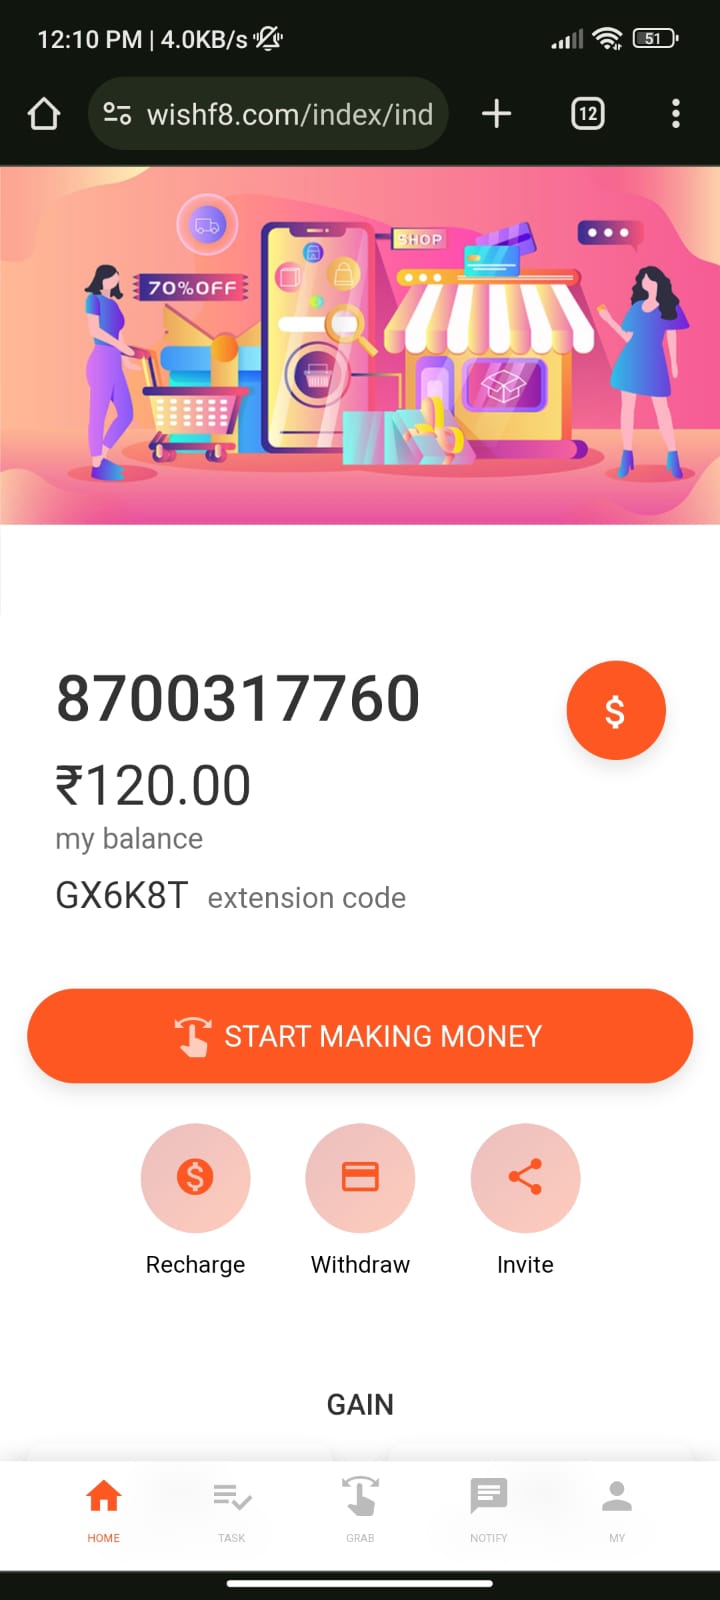 12:10 PM | 4.0KB/s
51
wishf8.com/index/ind
12
SHOP
70%OFF
8700317760
$
₹120.00
my balance
GX6K8T extension code
START MAKING MONEY
$
Recharge Withdraw Invite
GAIN
HOME TASK GRAB NOTIFY MY